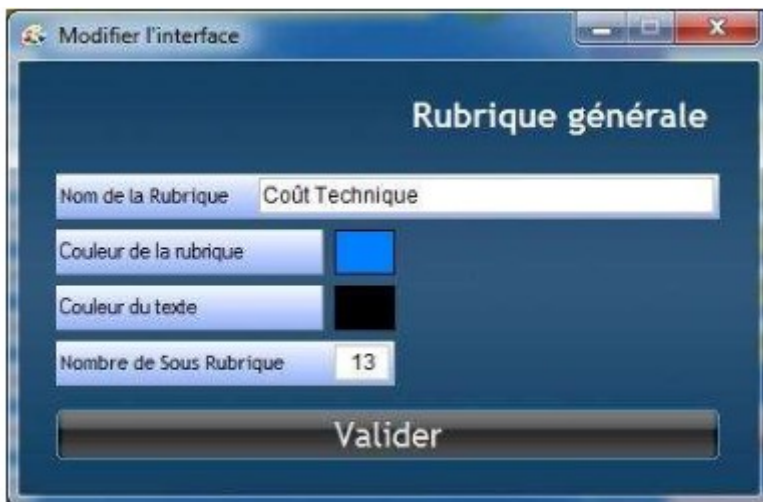 Modifier l'interface
Rubrique générale
Nom de la Rubrique Coût Technique
Couleur de la rubrique
Couleur du texte
Nombre de Sous Rubrique 13
Valider